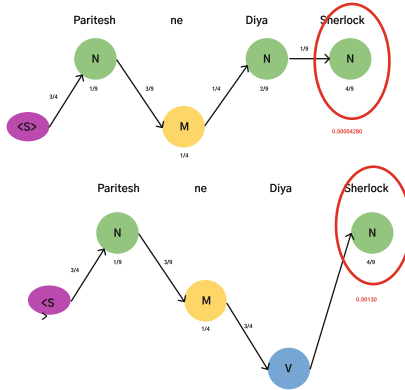 Paritesh ne Diya Sherlock
1/9
N N N
3/4 1/9 3/9 1/4 2/9 4/9
<S> M
0.00004280
1/4
Paritesh ne Diya Sherlock
N N
3/4 1/9 3/9 4/9
<S
> M
0.00130
1/4 3/4
V